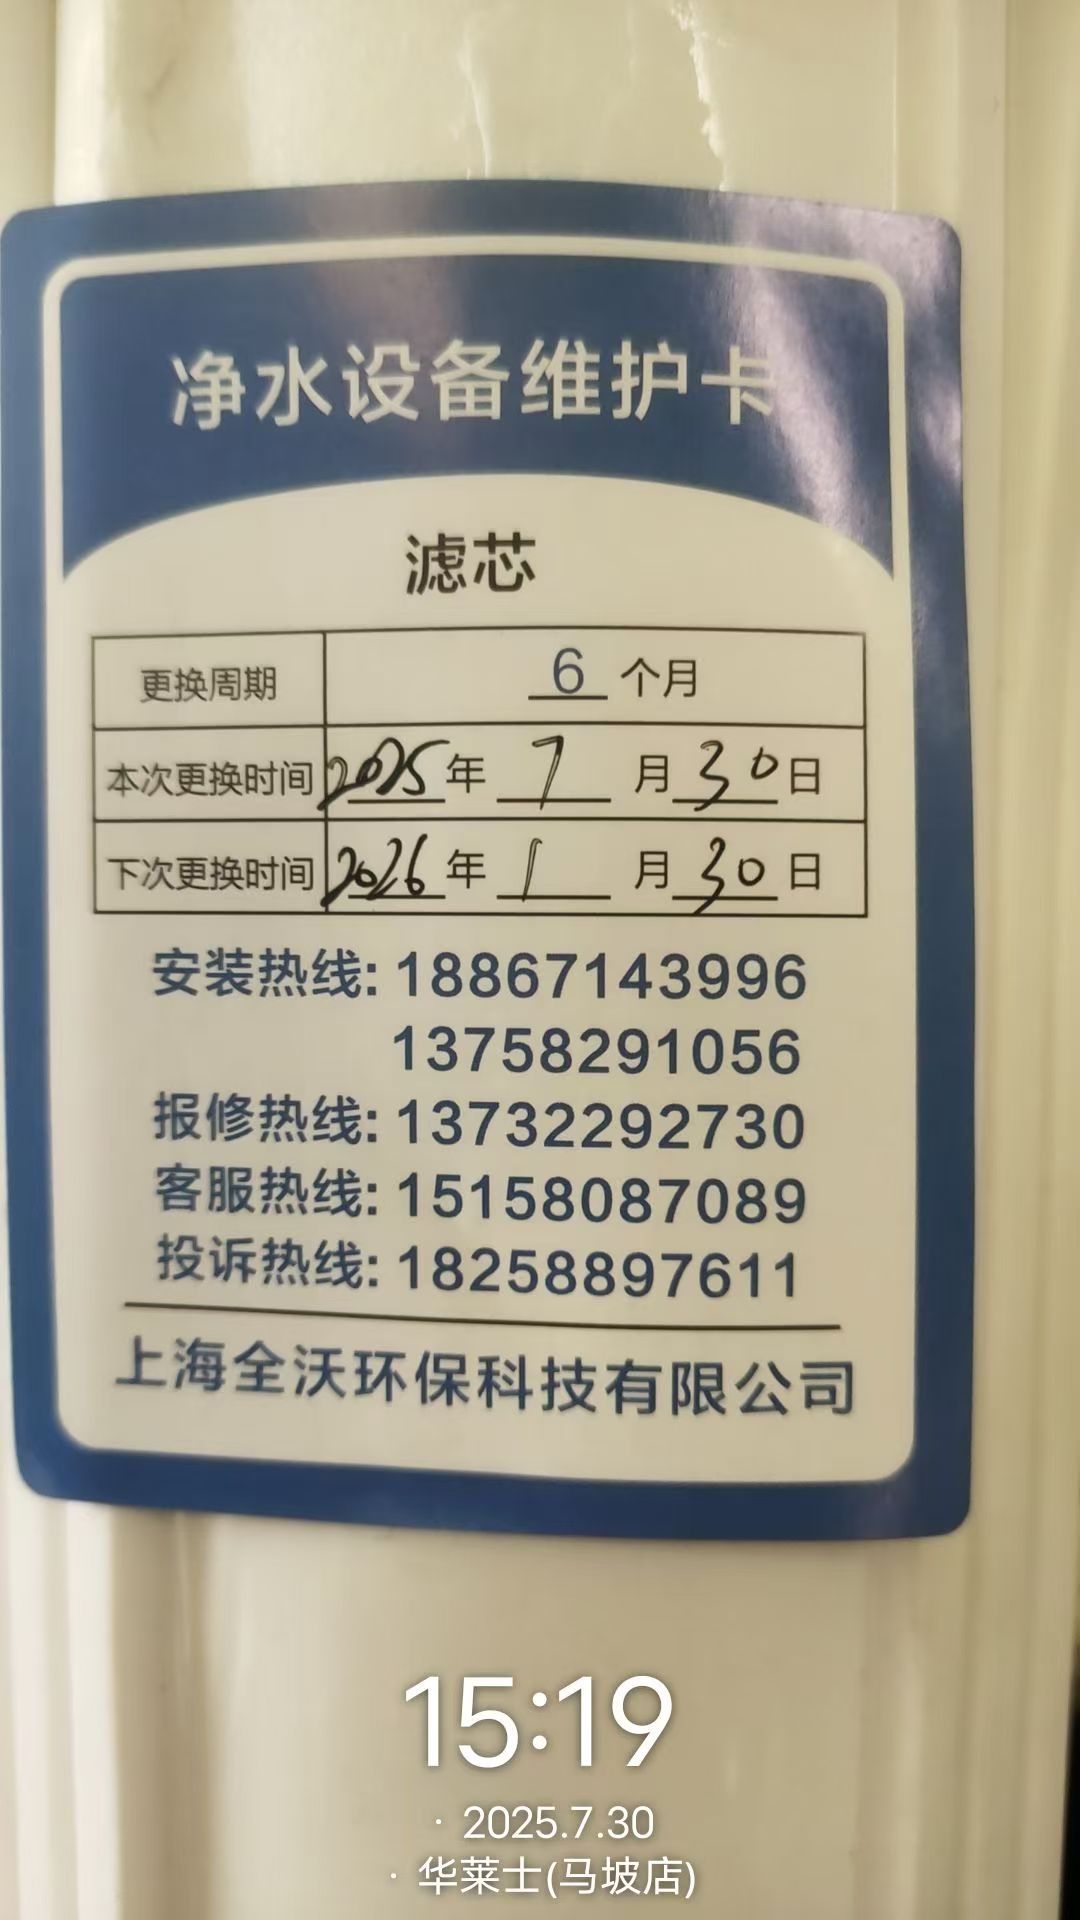 净水设备维护卡
滤芯
更换周期 6 个月
本次更换时间 2025 年 7 月 30 日
下次更换时间 2026 年 1 月 30 日
安装热线: 18867143996
13758291056
报修热线: 13732292730
客服热线: 15158087089
投诉热线: 18258897611
上海全沃环保科技有限公司
15:19
· 2025.7.30
· 华莱士(马坡店)